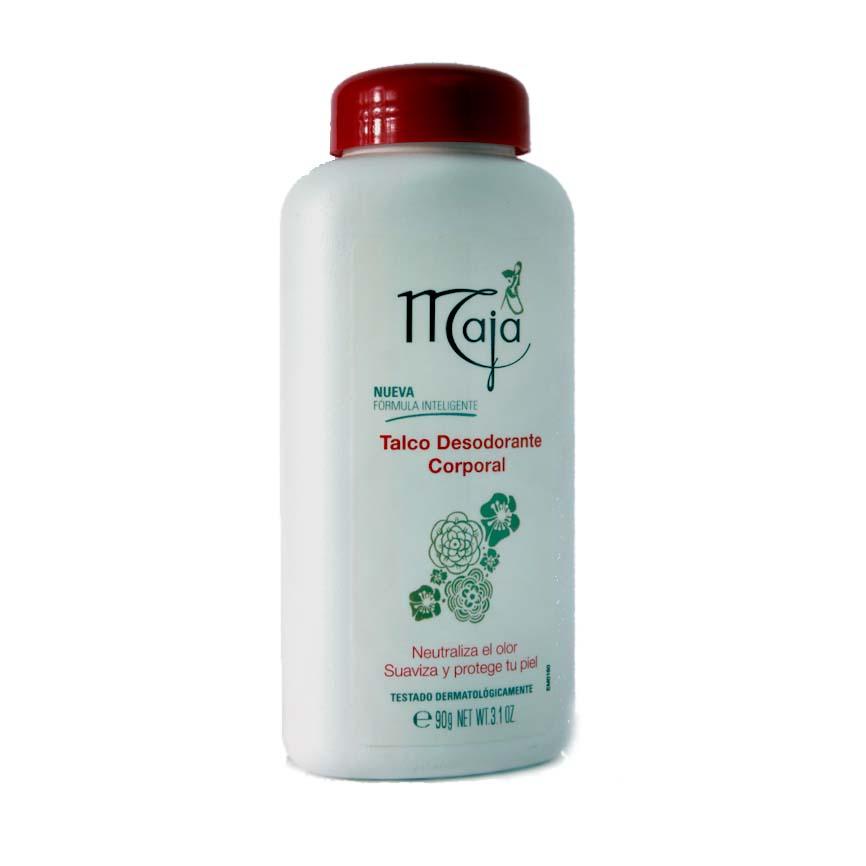 Maja
NUEVA
FÓRMULA INTELIGENTE
Talco Desodorante
Corporal
Neutraliza el olor
Suaviza y protege tu piel
TESTADO DERMATOLÓGICAMENTE
℮ 90g NET WT.3.1 OZ.